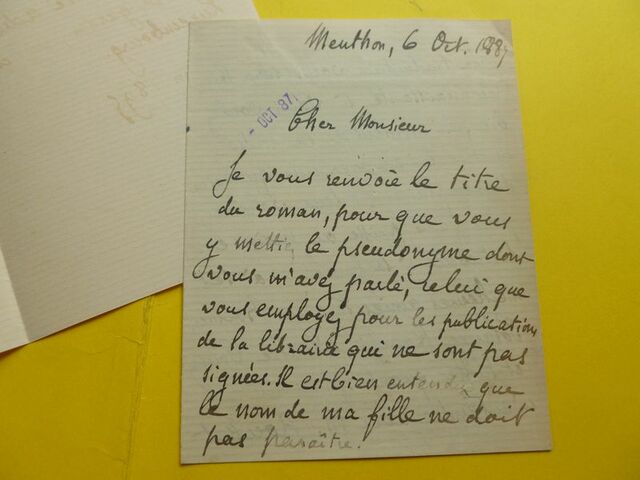 Menthon, 6 Oct. 1887
- OCT 87
Cher Monsieur
Je vous renvoie le titre
du roman, pour que vous
y mettiez le pseudonyme dont
vous m'avez parlé, celui que
vous employez pour les publications
de la librairie qui ne sont pas
signées. Il est bien entendu que
le nom de ma fille ne doit
pas paraître.